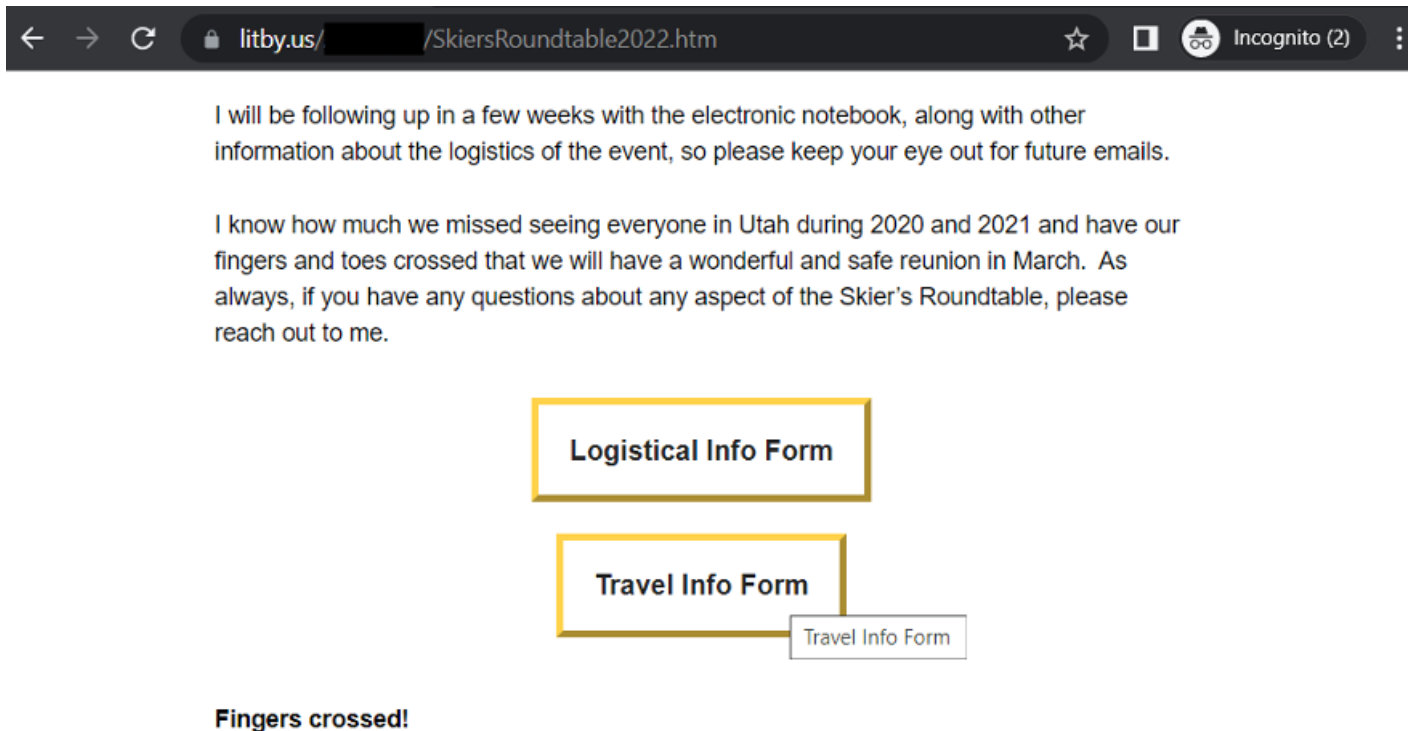 litby.us/ /SkiersRoundtable2022.htm
Incognito (2)
I will be following up in a few weeks with the electronic notebook, along with other
information about the logistics of the event, so please keep your eye out for future emails.
I know how much we missed seeing everyone in Utah during 2020 and 2021 and have our
fingers and toes crossed that we will have a wonderful and safe reunion in March.  As
always, if you have any questions about any aspect of the Skier’s Roundtable, please
reach out to me.
Logistical Info Form
Travel Info Form
Travel Info Form
Fingers crossed!